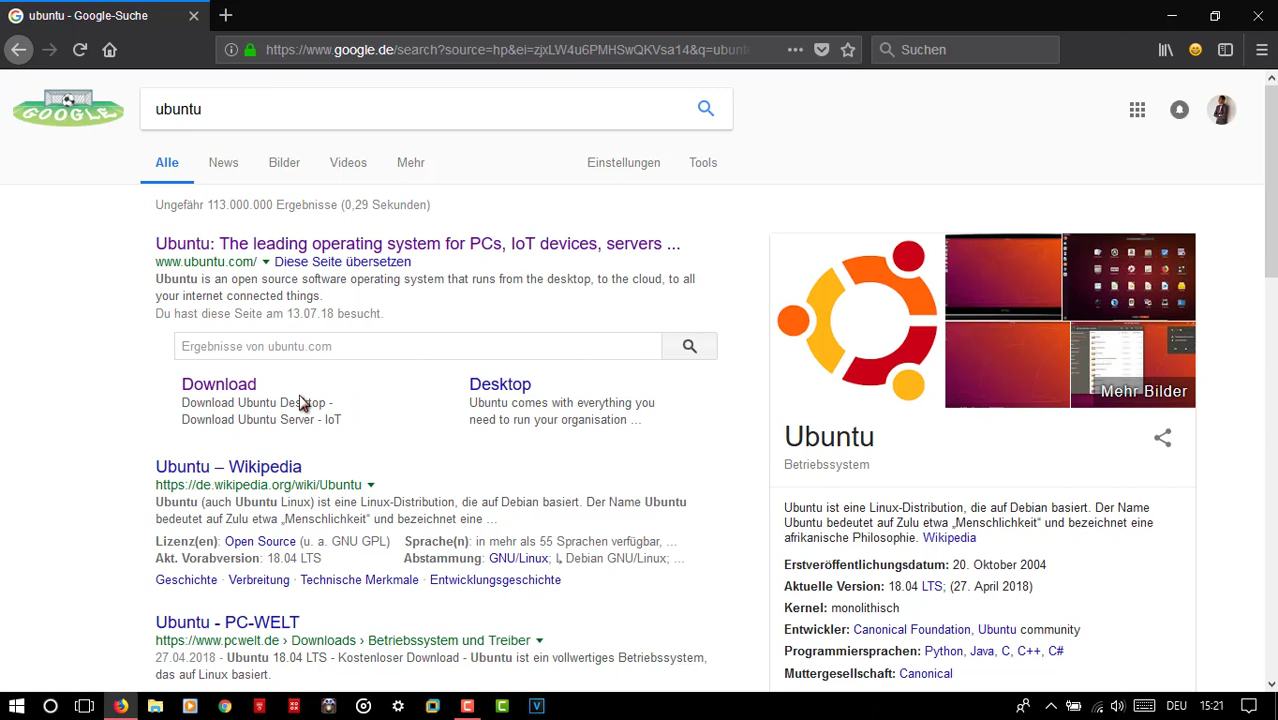 ubuntu - Google-Suche
https://www.google.de/search?source=hp&ei=zjxLW4u6PMHSwQKVsa14&q=ubun
Suchen
GOOGLE
ubuntu
Alle News Bilder Videos Mehr Einstellungen Tools
Ungefähr 113.000.000 Ergebnisse (0,29 Sekunden)
Ubuntu: The leading operating system for PCs, IoT devices, servers ...
www.ubuntu.com/ Diese Seite übersetzen
Ubuntu is an open source software operating system that runs from the desktop, to the cloud, to all
your internet connected things.
Du hast diese Seite am 13.07.18 besucht.
Ergebnisse von ubuntu.com
Download
Download Ubuntu Desktop -
Download Ubuntu Server - IoT
Desktop
Ubuntu comes with everything you
need to run your organisation ...
Ubuntu – Wikipedia
https://de.wikipedia.org/wiki/Ubuntu
Ubuntu (auch Ubuntu Linux) ist eine Linux-Distribution, die auf Debian basiert. Der Name Ubuntu
bedeutet auf Zulu etwa „Menschlichkeit“ und bezeichnet eine ...
Lizenz(en): Open Source (u. a. GNU GPL) Sprache(n): in mehr als 55 Sprachen verfügbar, ...
Akt. Vorabversion: 18.04 LTS Abstammung: GNU/Linux; ↳ Debian GNU/Linux; ...
Geschichte · Verbreitung · Technische Merkmale · Entwicklungsgeschichte
Ubuntu - PC-WELT
https://www.pcwelt.de › Downloads › Betriebssystem und Treiber
27.04.2018 - Ubuntu 18.04 LTS - Kostenloser Download - Ubuntu ist ein vollwertiges Betriebssystem,
das auf Linux basiert.
Mehr Bilder
Ubuntu
Betriebssystem
Ubuntu ist eine Linux-Distribution, die auf Debian basiert. Der Name
Ubuntu bedeutet auf Zulu etwa „Menschlichkeit“ und bezeichnet eine
afrikanische Philosophie. Wikipedia
Erstveröffentlichungsdatum: 20. Oktober 2004
Aktuelle Version: 18.04 LTS; (27. April 2018)
Kernel: monolithisch
Entwickler: Canonical Foundation, Ubuntu community
Programmiersprachen: Python, Java, C, C++, C#
Muttergesellschaft: Canonical
DEU 15:21